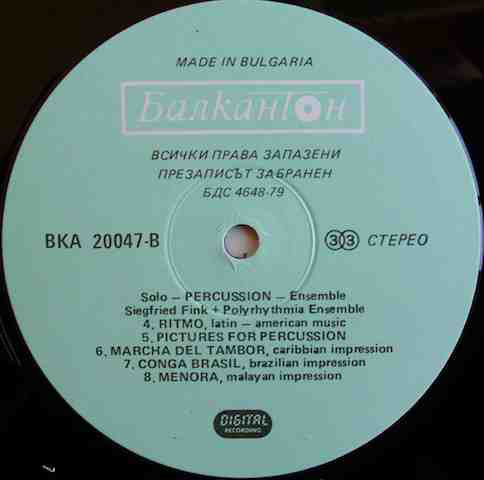 MADE IN BULGARIA
Балкантон
ВСИЧКИ ПРАВА ЗАПАЗЕНИ
ПРЕЗАПИСЪТ ЗАБРАНЕН
БДС 4648-79
ВКА 20047-В
33 СТЕРЕО
Solo – PERCUSSION – Ensemble
Siegfried Fink + Polyrhythmia Ensemble
4. RITMO, latin – american music
5. PICTURES FOR PERCUSSION
6. MARCHA DEL TAMBOR, caribbian impression
7. CONGA BRASIL, brazilian impression
8. MENORA, malayan impression
DIGITAL
RECORDING